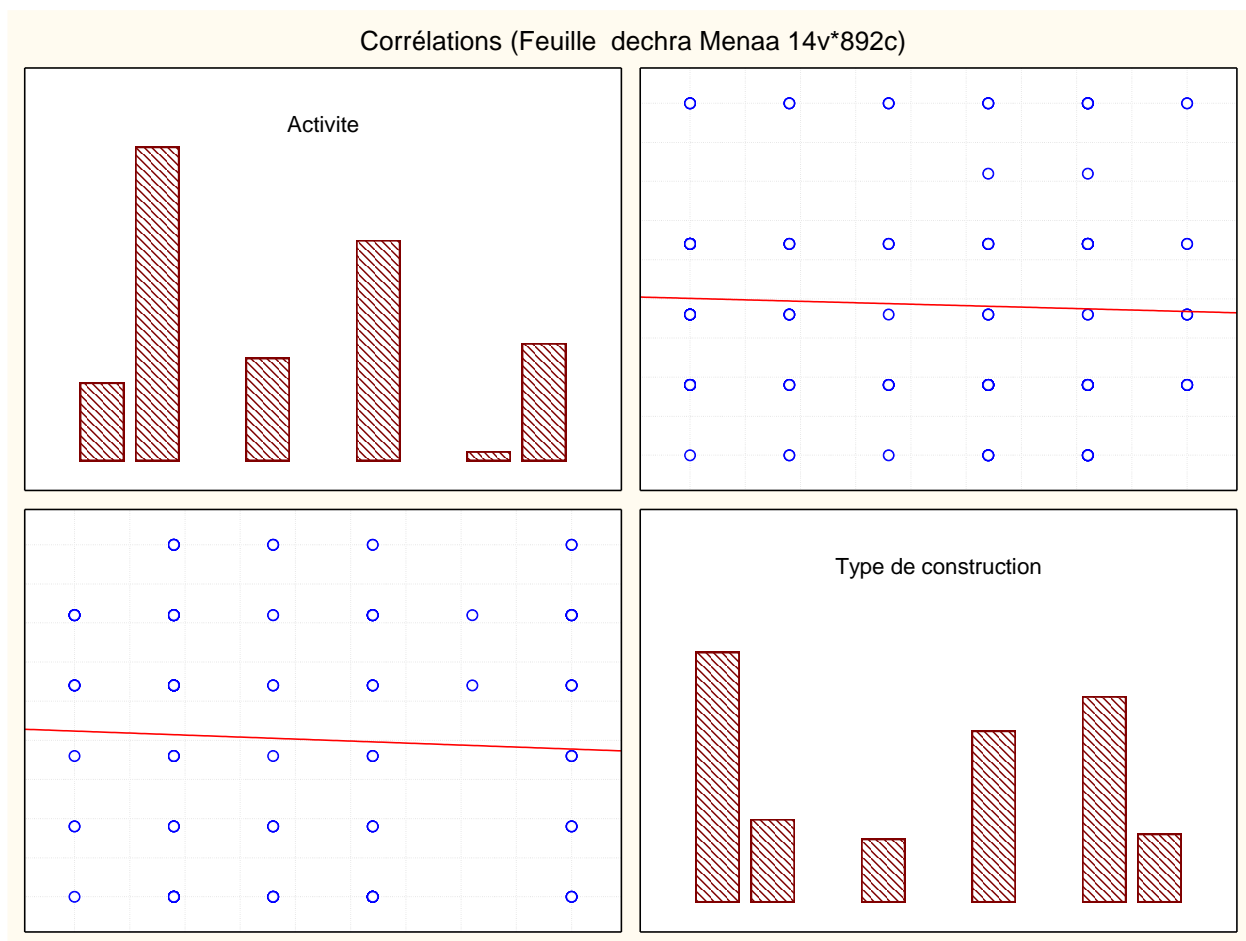 Corrélations (Feuille  dechra Menaa 14v*892c)
Activite
Type de construction